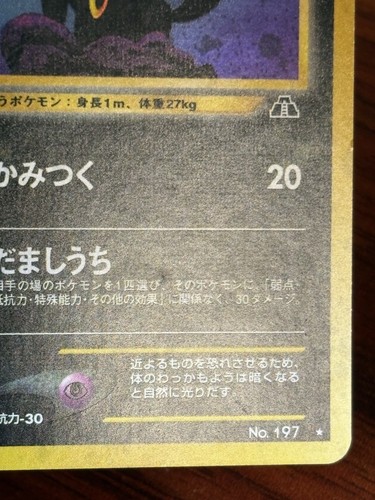 うポケモン：身長1m、体重27kg
かみつく 20
だましうち
相手の場のポケモンを1匹選び、そのポケモンに、「弱点・
抵抗力・特殊能力・その他の効果」に関係なく、30ダメージ。
近よるものを恐れさせるため、
体のわっかもようは暗くなる
と自然に光りだす。
抗力-30
No. 197 ★